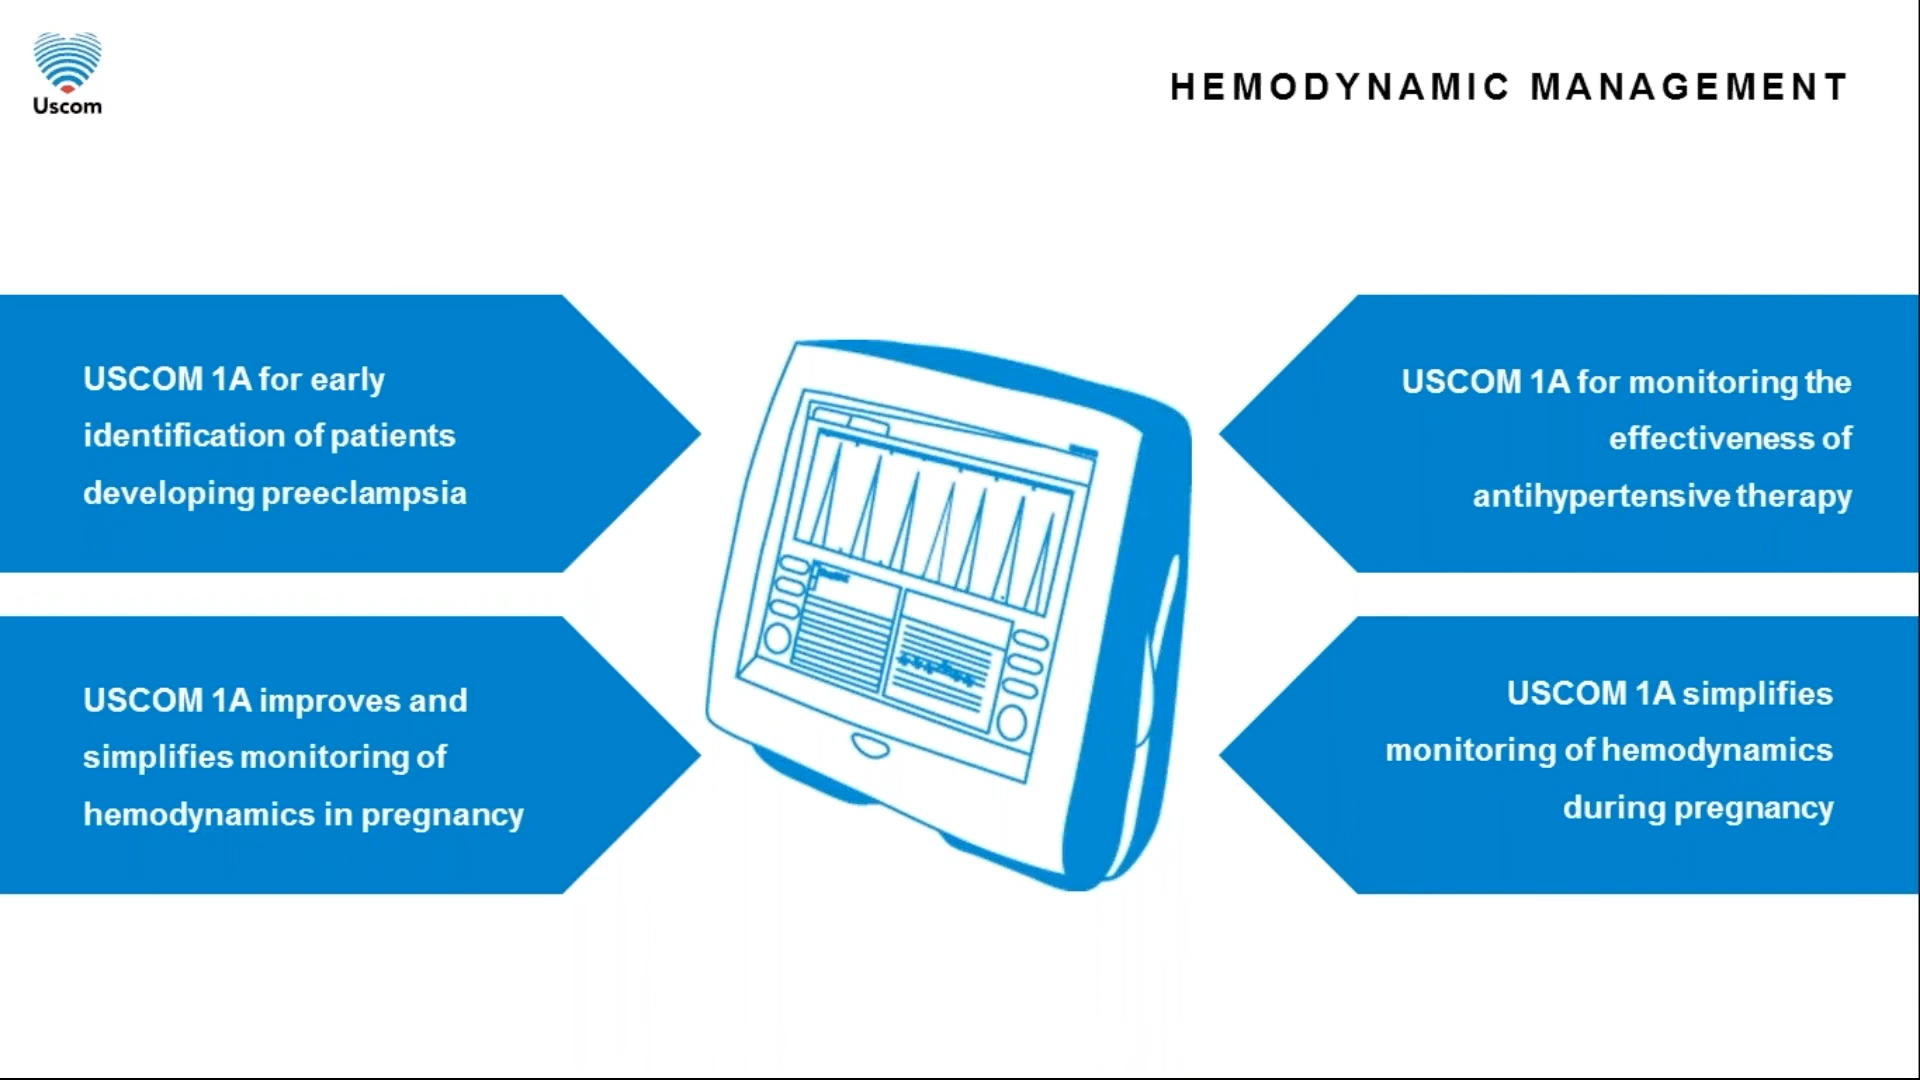 Uscom
HEMODYNAMIC MANAGEMENT
USCOM 1A for early
identification of patients
developing preeclampsia
USCOM 1A for monitoring the
effectiveness of
antihypertensive therapy
USCOM 1A improves and
simplifies monitoring of
hemodynamics in pregnancy
USCOM 1A simplifies
monitoring of hemodynamics
during pregnancy